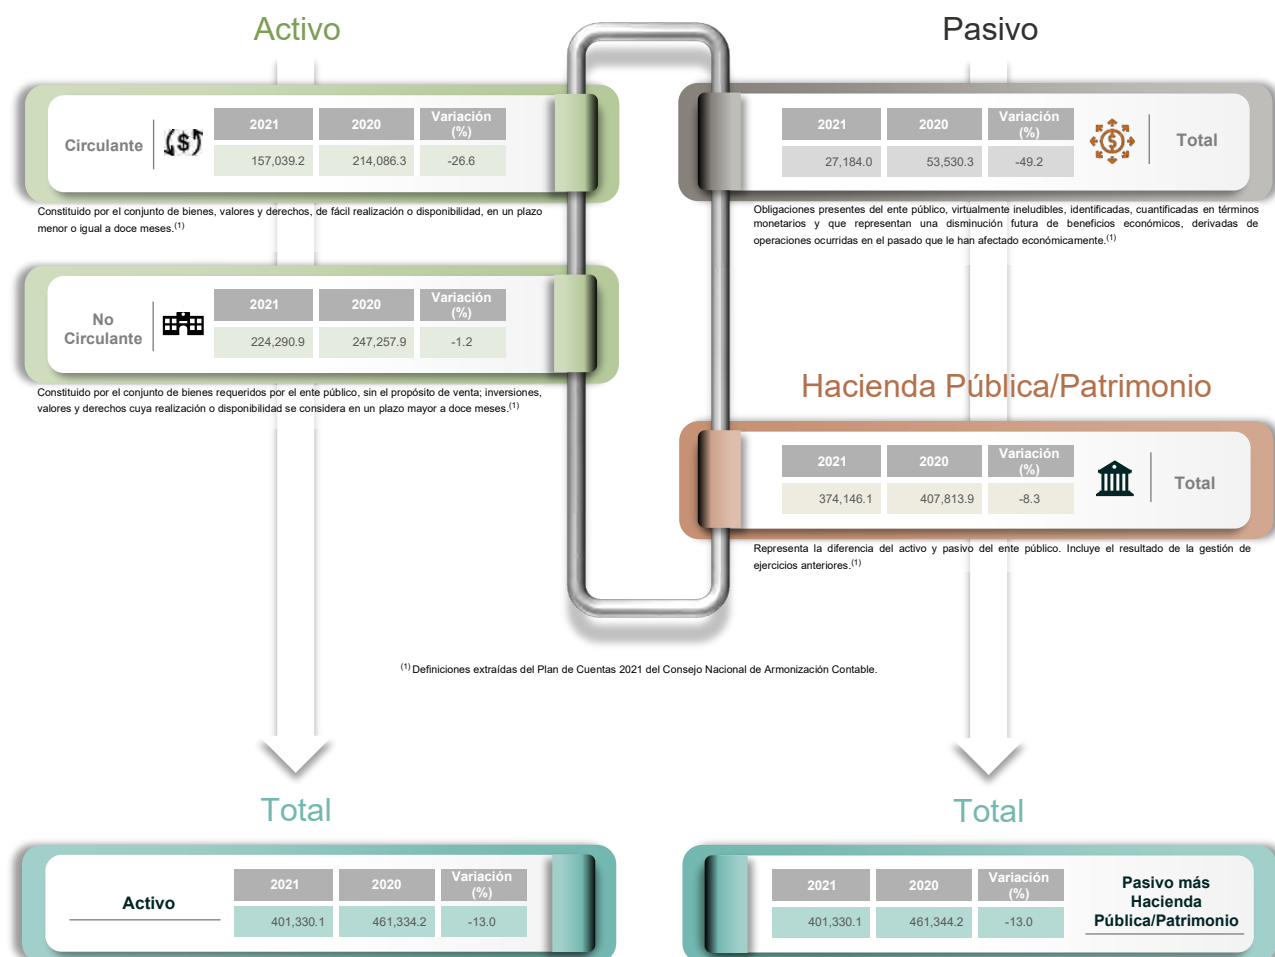 Activo
Circulante
2021 2020 Variación (%)
157,039.2 214,086.3 -26.6
Constituido por el conjunto de bienes, valores y derechos, de fácil realización o disponibilidad, en un plazo
menor o igual a doce meses.(1)
No
Circulante
2021 2020 Variación (%)
224,290.9 247,257.9 -1.2
Constituido por el conjunto de bienes requeridos por el ente público, sin el propósito de venta; inversiones,
valores y derechos cuya realización o disponibilidad se considera en un plazo mayor a doce meses.(1)
Pasivo
2021 2020 Variación (%)
27,184.0 53,530.3 -49.2
Total
Obligaciones presentes del ente público, virtualmente ineludibles, identificadas, cuantificadas en términos
monetarios y que representan una disminución futura de beneficios económicos, derivadas de
operaciones ocurridas en el pasado que le han afectado económicamente.(1)
Hacienda Pública/Patrimonio
2021 2020 Variación (%)
374,146.1 407,813.9 -8.3
Total
Representa la diferencia del activo y pasivo del ente público. Incluye el resultado de la gestión de
ejercicios anteriores.(1)
(1) Definiciones extraídas del Plan de Cuentas 2021 del Consejo Nacional de Armonización Contable.
Total
Activo
2021 2020 Variación (%)
401,330.1 461,334.2 -13.0
Total
2021 2020 Variación (%)
401,330.1 461,344.2 -13.0
Pasivo más
Hacienda
Pública/Patrimonio